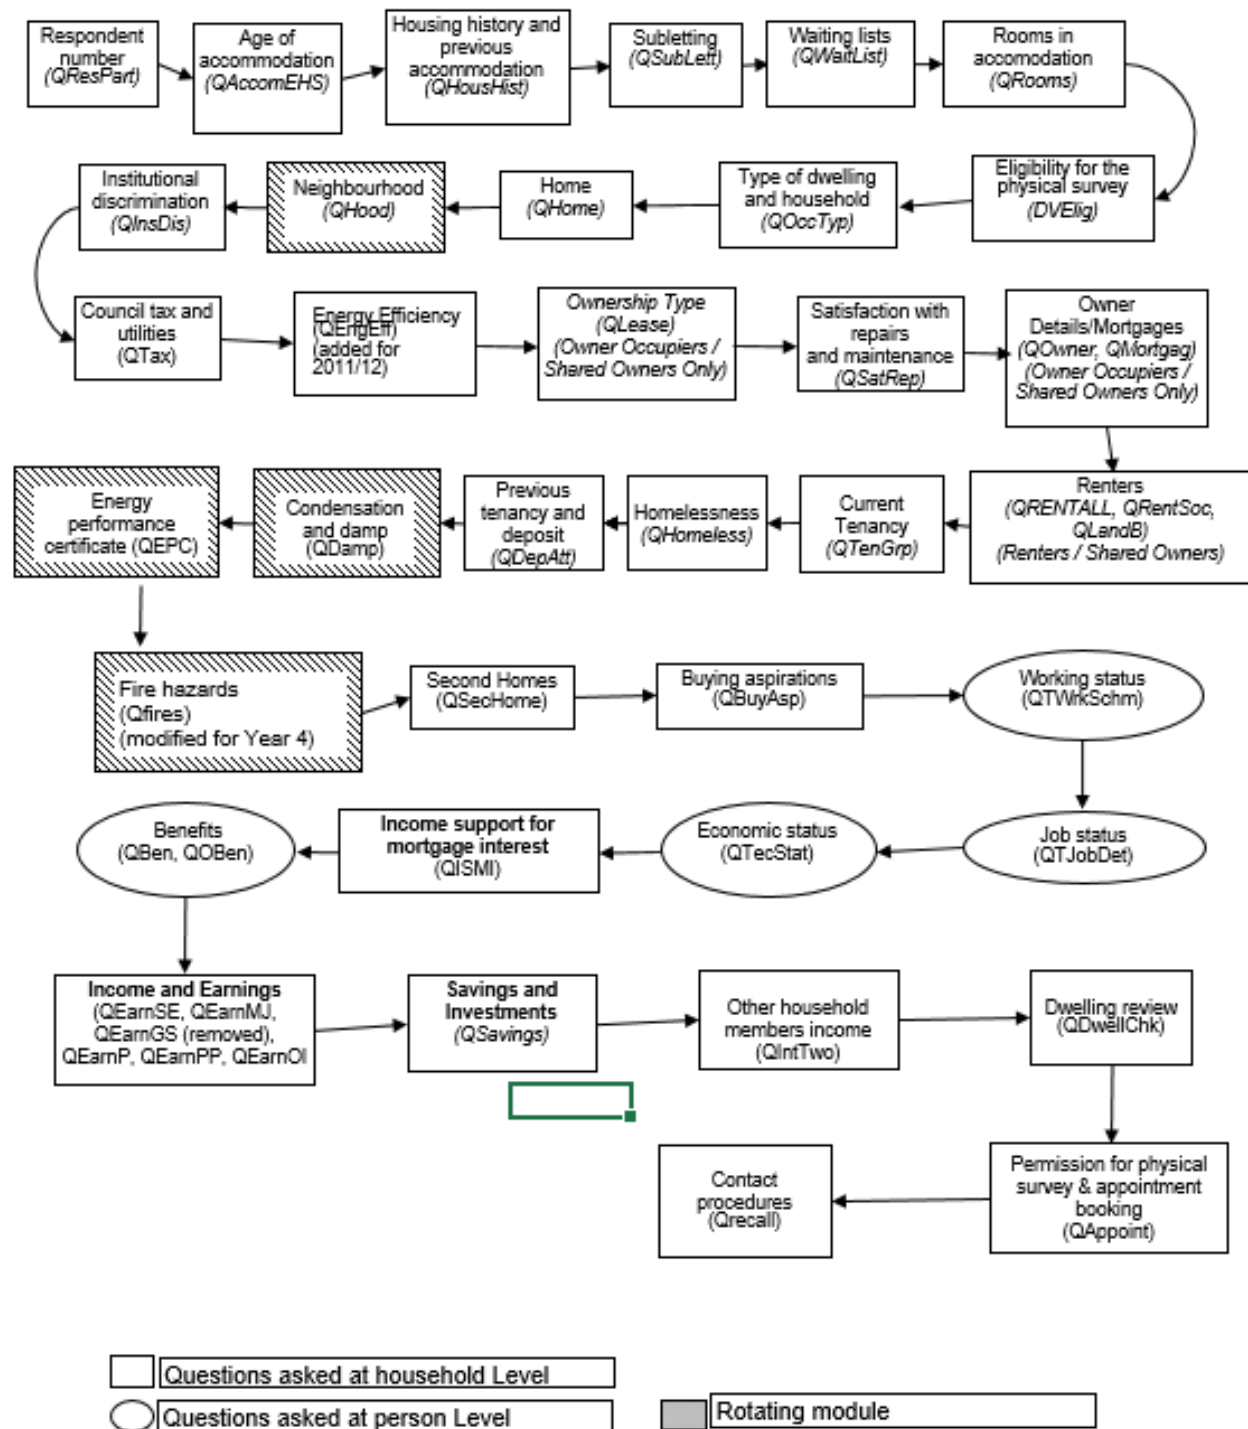 Respondent
number
(QResPart)
Age of
accommodation
(QAccomEHS)
Housing history and
previous
accommodation
(QHousHist)
Subletting
(QSubLett)
Waiting lists
(QWaitList)
Rooms in
accomodation
(QRooms)
Institutional
discrimination
(QInsDis)
Neighbourhood
(QHood)
Home
(QHome)
Type of dwelling
and household
(QOccTyp)
Eligibility for the
physical survey
(DVElig)
Council tax and
utilities
(QTax)
Energy Efficiency
(QEngEff)
(added for
2011/12)
Ownership Type
(QLease)
(Owner Occupiers /
Shared Owners Only)
Satisfaction with
repairs
and maintenance
(QSatRep)
Owner
Details/Mortgages
(QOwner, QMortgag)
(Owner Occupiers /
Shared Owners Only)
Energy
performance
certificate (QEPC)
Condensation
and damp
(QDamp)
Previous
tenancy and
deposit
(QDepAtt)
Homelessness
(QHomeless)
Current
Tenancy
(QTenGrp)
Renters
(QRENTALL, QRentSoc,
QLandB)
(Renters / Shared Owners)
Fire hazards
(Qfires)
(modified for Year 4)
Second Homes
(QSecHome)
Buying aspirations
(QBuyAsp)
Working status
(QTWrkSchm)
Benefits
(QBen, QOBen)
Income support for
mortgage interest
(QISMI)
Economic status
(QTecStat)
Job status
(QTJobDet)
Income and Earnings
(QEarnSE, QEarnMJ,
QEarnGS (removed),
QEarnP, QEarnPP, QEarnOI
Savings and
Investments
(QSavings)
Other household
members income
(QIntTwo)
Dwelling review
(QDwellChk)
Contact
procedures
(Qrecall)
Permission for physical
survey & appointment
booking
(QAppoint)
Questions asked at household Level
Questions asked at person Level
Rotating module